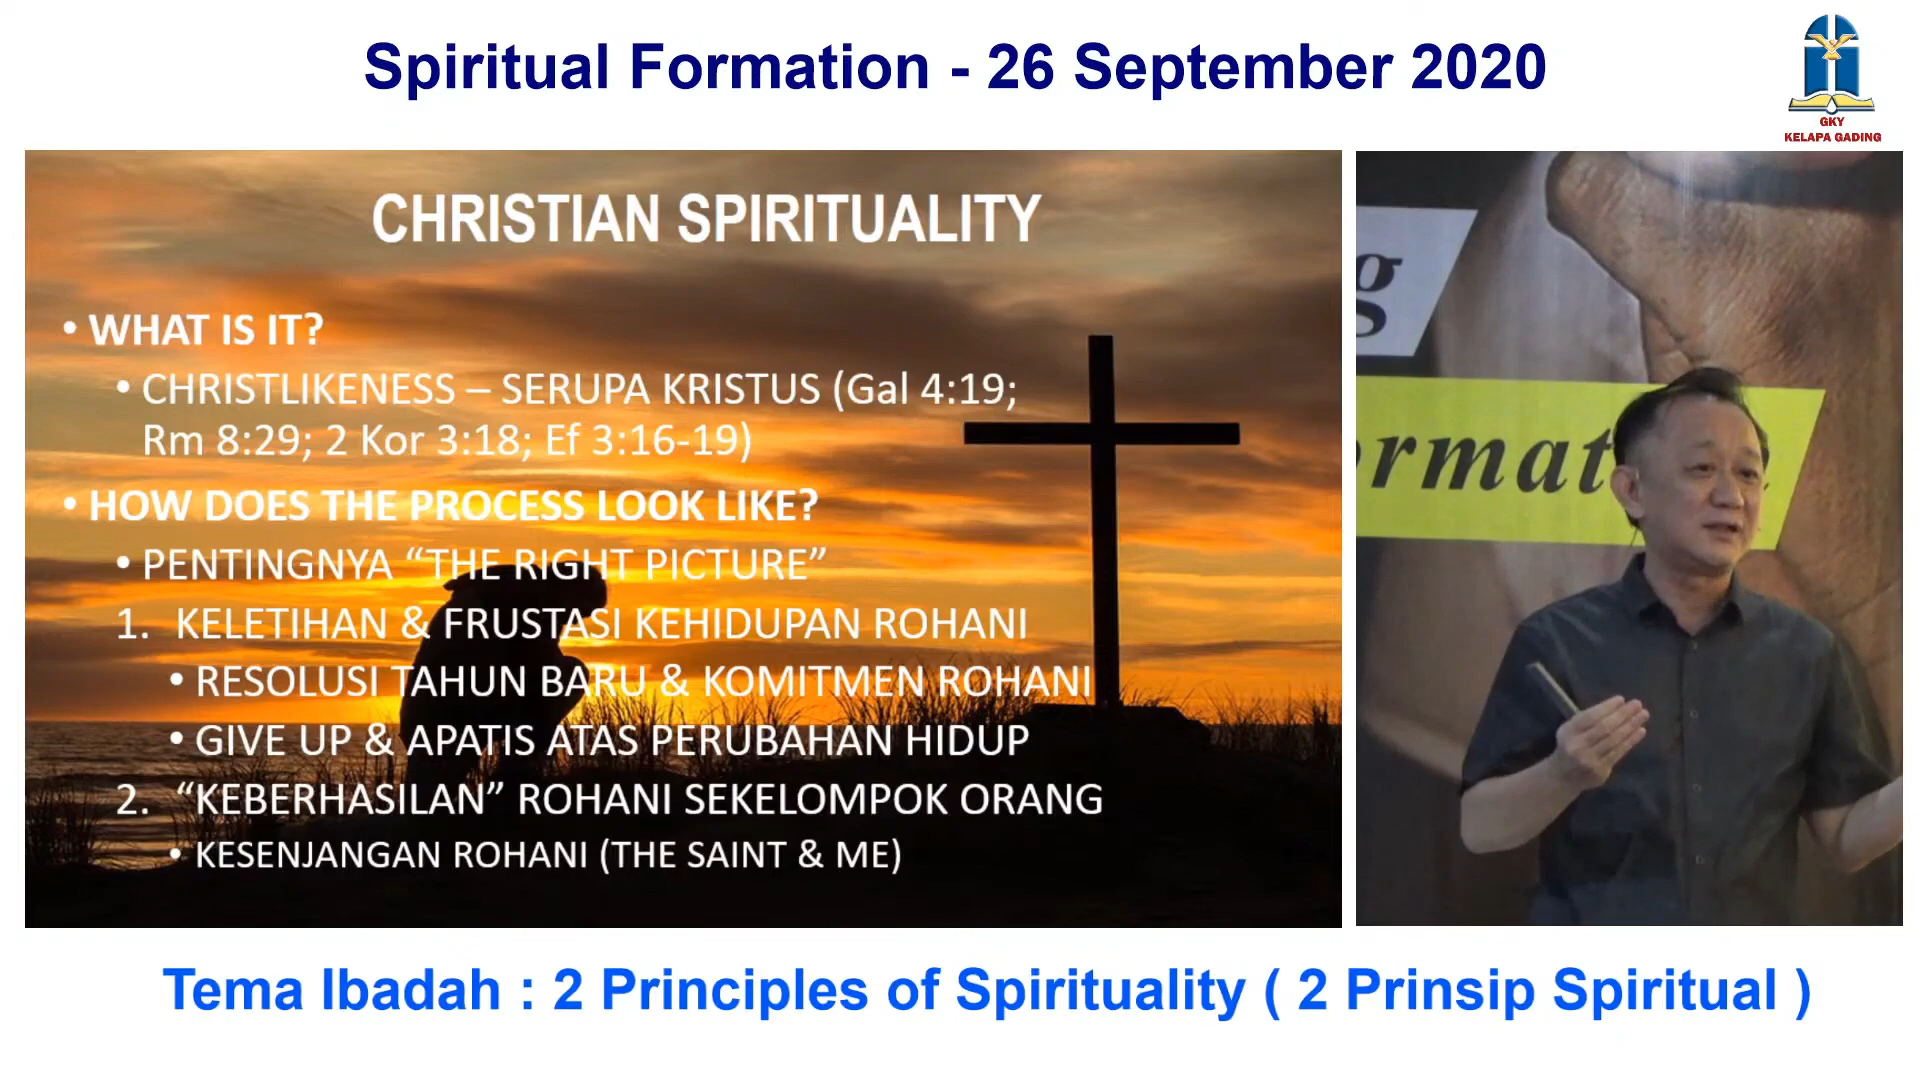 Spiritual Formation - 26 September 2020
GKY
KELAPA GADING
CHRISTIAN SPIRITUALITY
• WHAT IS IT?
• CHRISTLIKENESS – SERUPA KRISTUS (Gal 4:19;
Rm 8:29; 2 Kor 3:18; Ef 3:16-19)
• HOW DOES THE PROCESS LOOK LIKE?
• PENTINGNYA “THE RIGHT PICTURE”
1. KELETIHAN & FRUSTASI KEHIDUPAN ROHANI
• RESOLUSI TAHUN BARU & KOMITMEN ROHANI
• GIVE UP & APATIS ATAS PERUBAHAN HIDUP
2. “KEBERHASILAN” ROHANI SEKELOMPOK ORANG
• KESENJANGAN ROHANI (THE SAINT & ME)
g
rmat
Tema Ibadah : 2 Principles of Spirituality ( 2 Prinsip Spiritual )